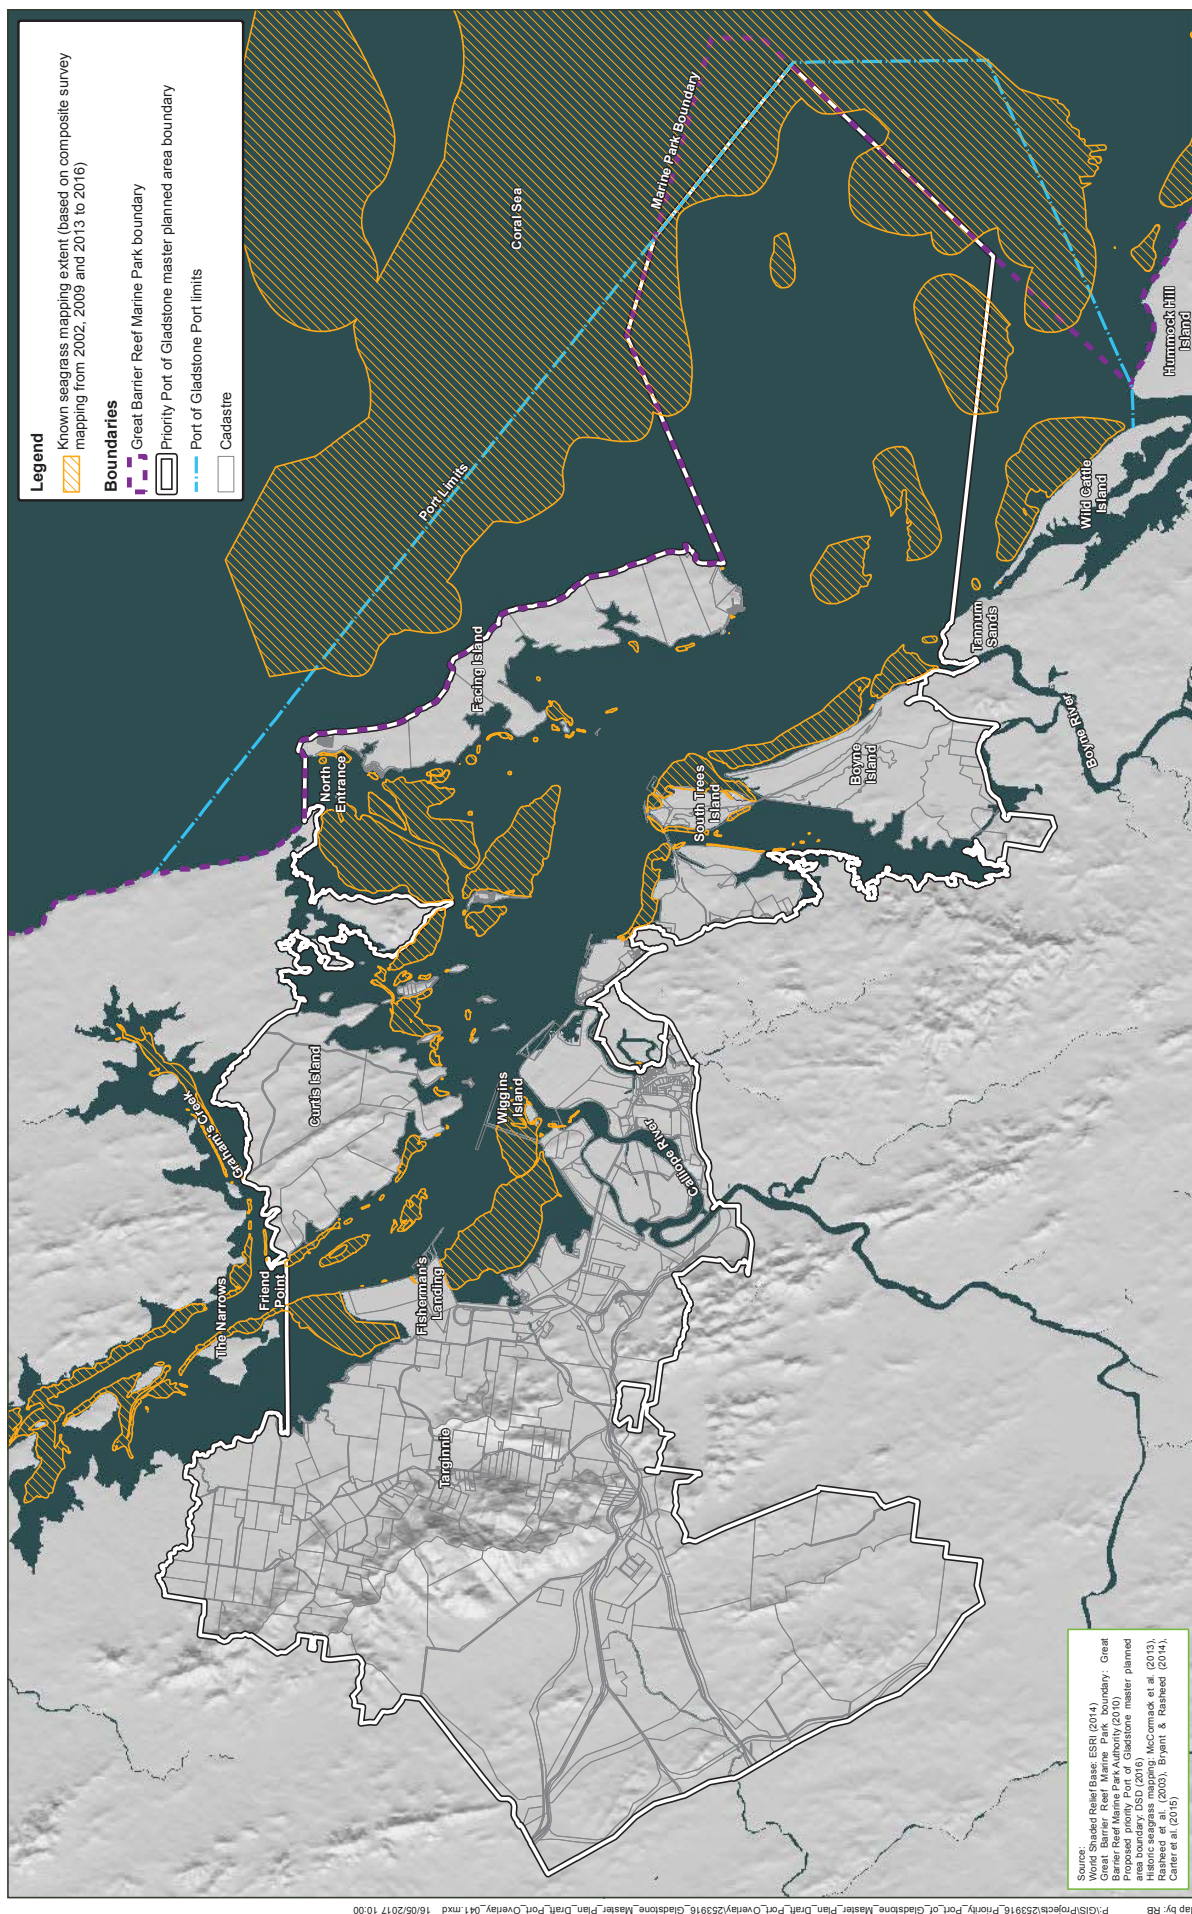 Legend
Known seagrass mapping extent (based on composite survey
mapping from 2002, 2009 and 2013 to 2016)
Boundaries
Great Barrier Reef Marine Park boundary
Priority Port of Gladstone master planned area boundary
Port of Gladstone Port limits
Cadastre
Coral Sea
Marine Park Boundary
Port Limits
Hummock Hill
Island
Wild Cattle
Island
Tannum
Sands
Facing Island
North
Entrance
Boyne River
Boyne
Island
South Trees
Island
Curtis Island
Graham's Creek
Wiggins
Island
Calliope River
The Narrows
Friend
Point
Fisherman's
Landing
Targinnie
Source:
World Shaded Relief Base: ESRI (2014)
Great Barrier Reef Marine Park boundary: Great
Barrier Reef Marine Park Authority (2010)
Proposed priority Port of Gladstone master planned
area boundary: DSD (2016)
Historic seagrass mapping: McCormack et al. (2013),
Rasheed et al. (2003), Bryant & Rasheed (2014),
Carter et al. (2015)
P:\GIS\Projects\253916_Priority_Port_of_Gladstone_Master_Plan_Draft_Port_Overlay\253916_Gladstone_Master_Plan_Draft_Port_Overlay_041.mxd 16/05/2017 10:00
ap by: RB